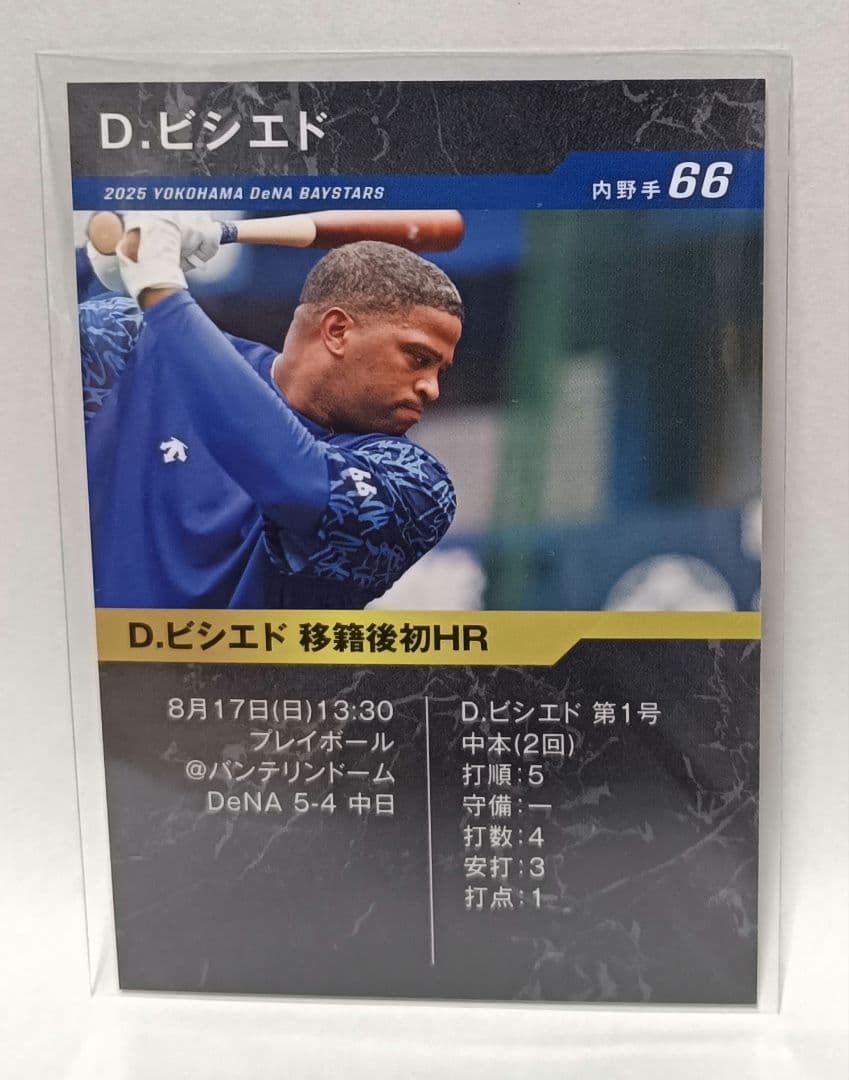 D.ビシエド
2025 YOKOHAMA DeNA BAYSTARS
内野手 66
66
D.ビシエド 移籍後初HR
8月17日(日)13:30
プレイボール
@バンテリンドーム
DeNA 5-4 中日
D.ビシエド 第1号
中本(2回)
打順:5
守備:一
打数:4
安打:3
打点:1